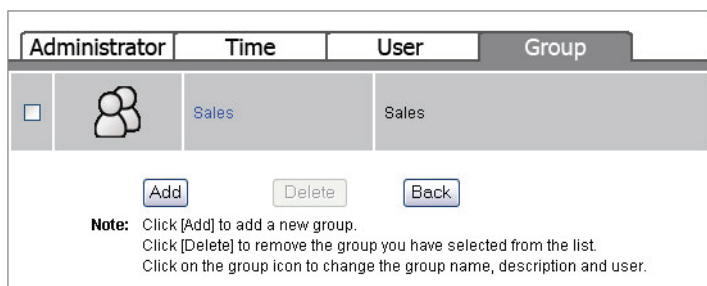 Administrator Time User Group
Sales Sales
Add Delete Back
Note: Click [Add] to add a new group.
Click [Delete] to remove the group you have selected from the list.
Click on the group icon to change the group name, description and user.